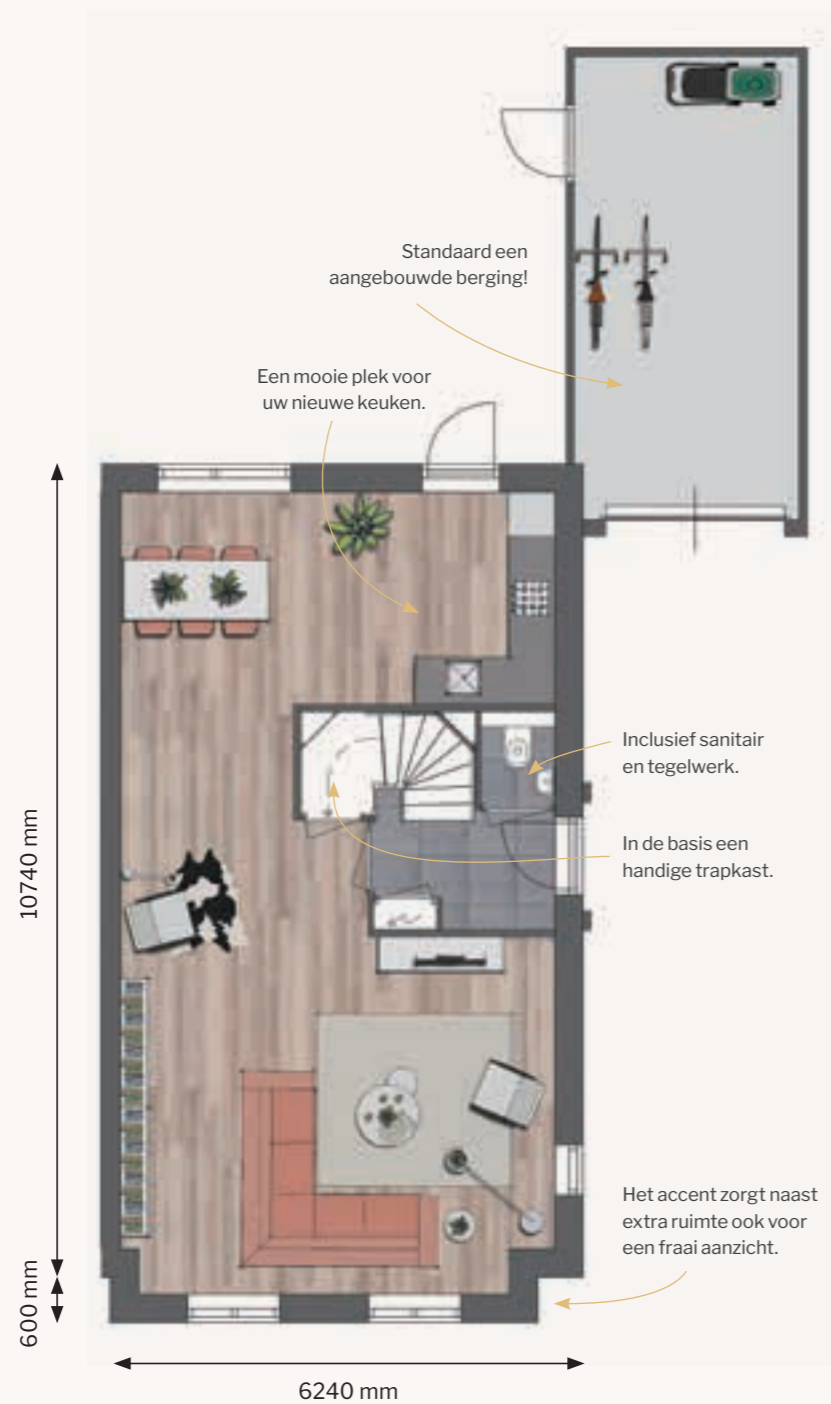 Standaard een
aangebouwde berging!
Een mooie plek voor
uw nieuwe keuken.
Inclusief sanitair
en tegelwerk.
In de basis een
handige trapkast.
10740 mm
Het accent zorgt naast
extra ruimte ook voor
een fraai aanzicht.
600 mm
6240 mm